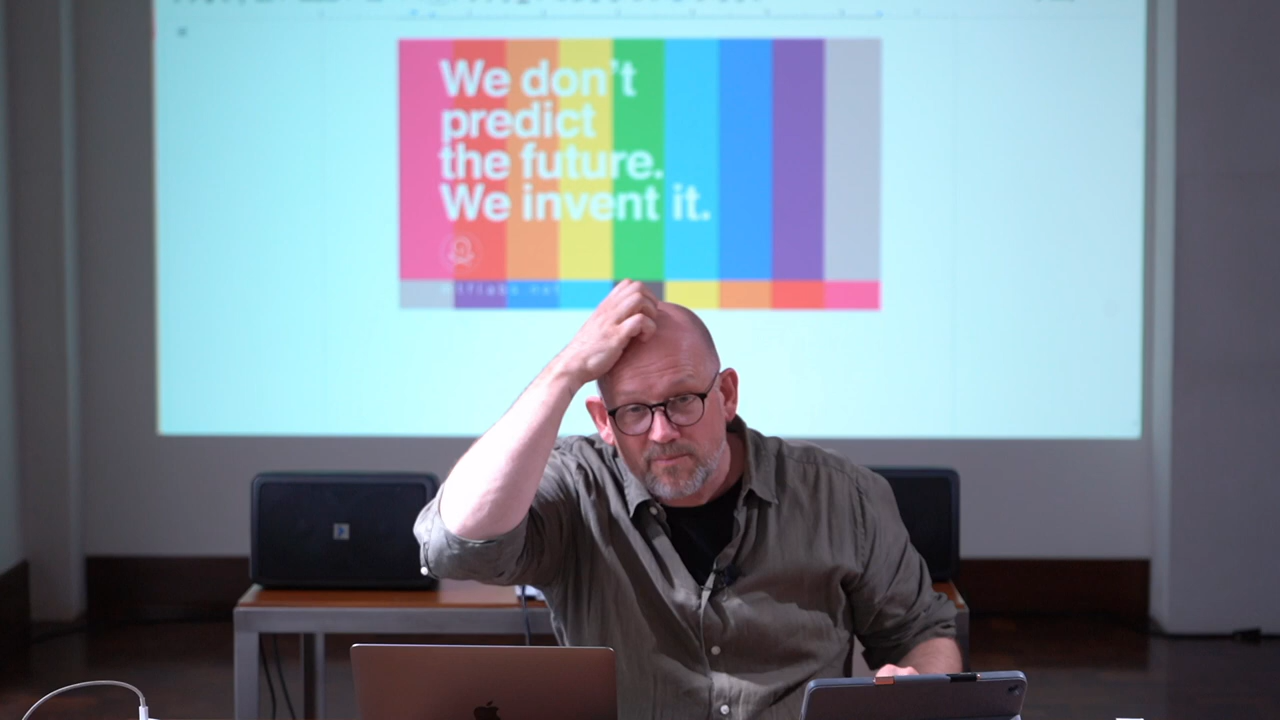 We don't
predict
the future.
We invent it.